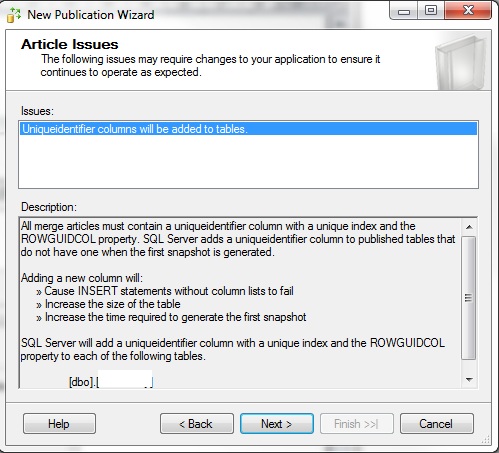 New Publication Wizard
Article Issues
The following issues may require changes to your application to ensure it
continues to operate as expected.
Issues:
Uniqueidentifier columns will be added to tables.
Description:
All merge articles must contain a uniqueidentifier column with a unique index and the
ROWGUIDCOL property. SQL Server adds a uniqueidentifier column to published tables that
do not have one when the first snapshot is generated.
Adding a new column will:
» Cause INSERT statements without column lists to fail
» Increase the size of the table
» Increase the time required to generate the first snapshot
SQL Server will add a uniqueidentifier column with a unique index and the ROWGUIDCOL
property to each of the following tables.
[dbo].[ ]
Help
< Back
Next >
Finish >>|
Cancel